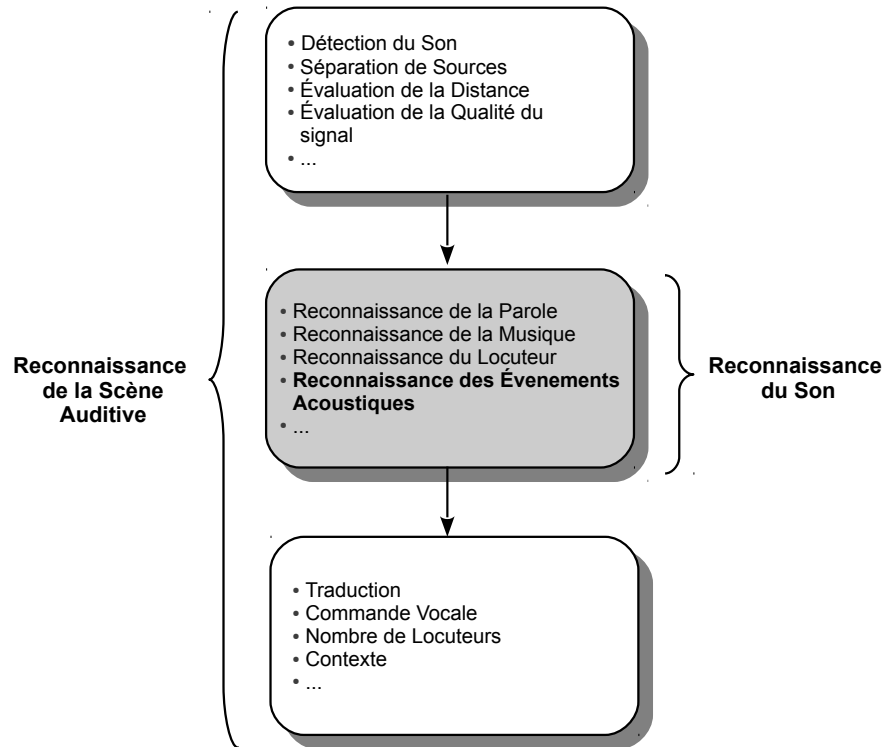 • Détection du Son
• Séparation de Sources
• Évaluation de la Distance
• Évaluation de la Qualité du
signal
• ...
Reconnaissance
de la Scène
Auditive
• Reconnaissance de la Parole
• Reconnaissance de la Musique
• Reconnaissance du Locuteur
• Reconnaissance des Évenements
Acoustiques
• ...
Reconnaissance
du Son
• Traduction
• Commande Vocale
• Nombre de Locuteurs
• Contexte
• ...